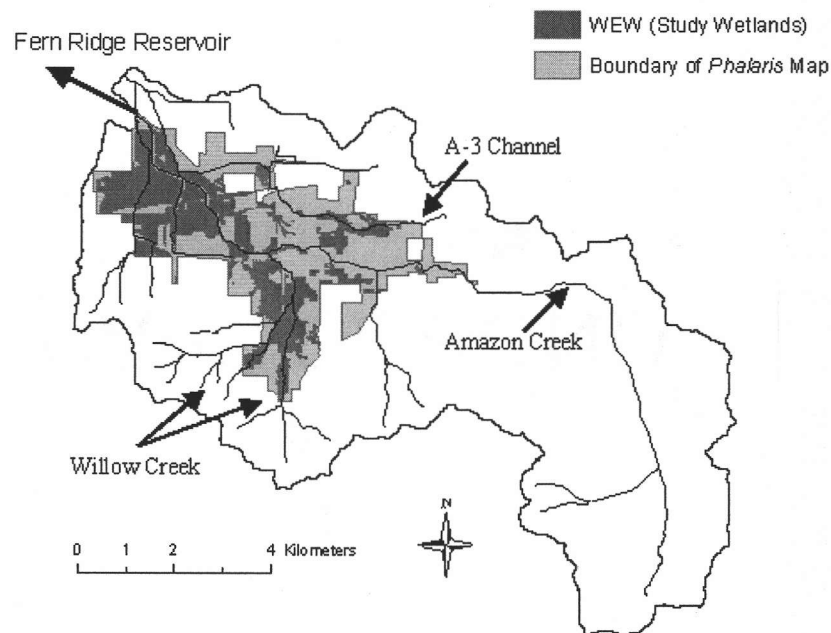 WEW (Study Wetlands)
Boundary of Phalaris Map
Fern Ridge Reservoir
A-3 Channel
Amazon Creek
Willow Creek
N
0 1 2 4 Kilometers